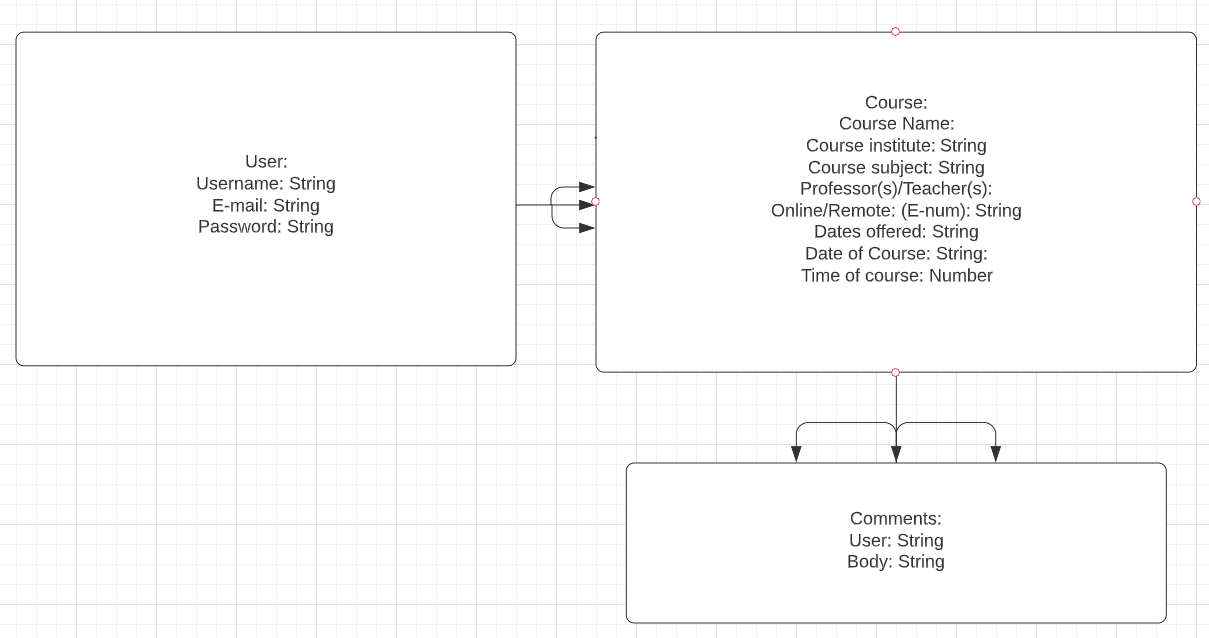 User:
Username: String
E-mail: String
Password: String
Course:
Course Name:
Course institute: String
Course subject: String
Professor(s)/Teacher(s):
Online/Remote: (E-num): String
Dates offered: String
Date of Course: String:
Time of course: Number
Comments:
User: String
Body: String